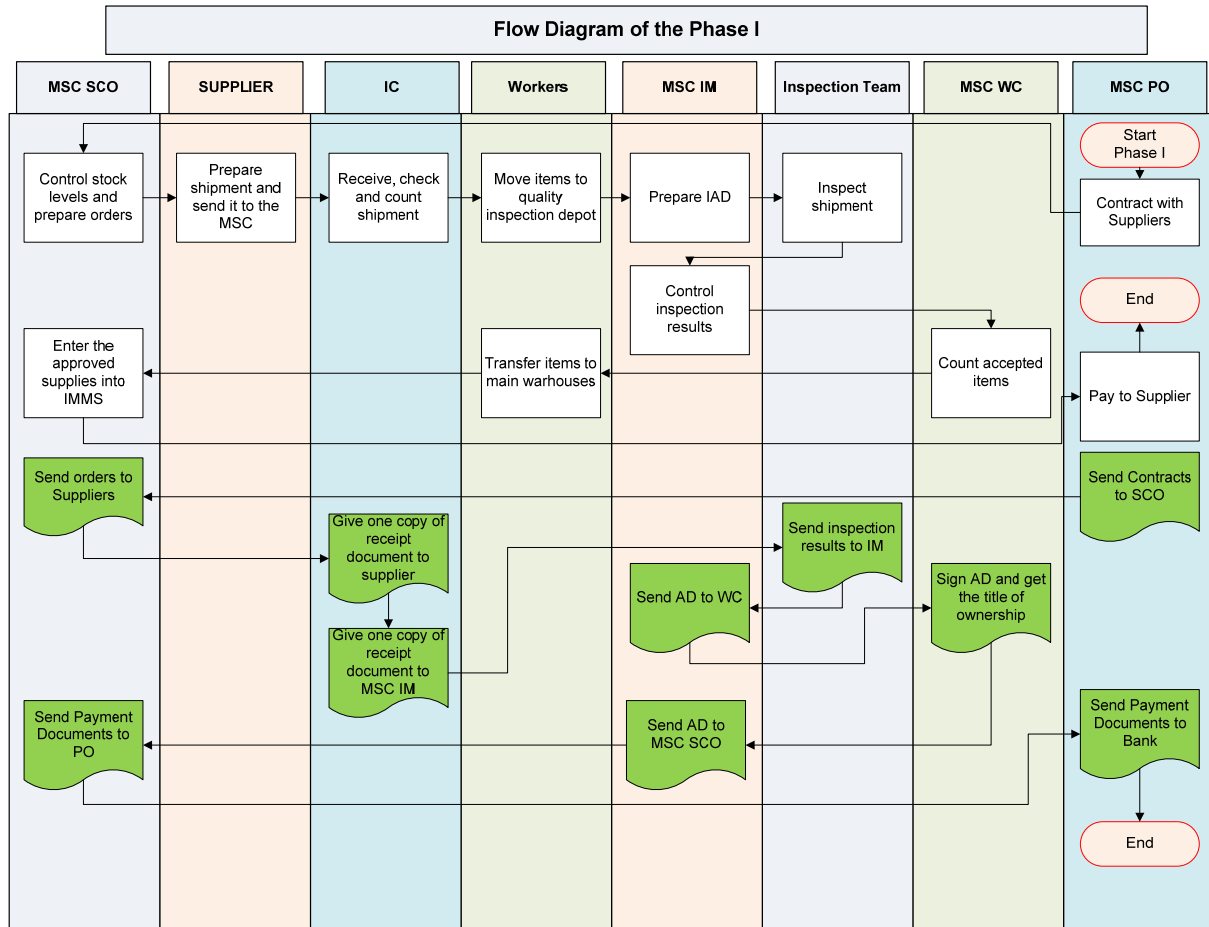 Flow Diagram of the Phase I
MSC SCO
SUPPLIER
IC
Workers
MSC IM
Inspection Team
MSC WC
MSC PO
Start
Phase I
Control stock
levels and
prepare orders
Prepare
shipment and
send it to the
MSC
Receive, check
and count
shipment
Move items to
quality
inspection depot
Prepare IAD
Inspect
shipment
Contract with
Suppliers
Control
inspection
results
End
Enter the
approved
supplies into
IMMS
Transfer items to
main warhouses
Count accepted
items
Pay to Supplier
Send orders to
Suppliers
Send Contracts
to SCO
Give one copy of
receipt
document to
supplier
Send inspection
results to IM
Send AD to WC
Sign AD and get
the title of
ownership
Give one copy of
receipt
document to
MSC IM
Send Payment
Documents to
PO
Send AD to
MSC SCO
Send Payment
Documents to
Bank
End